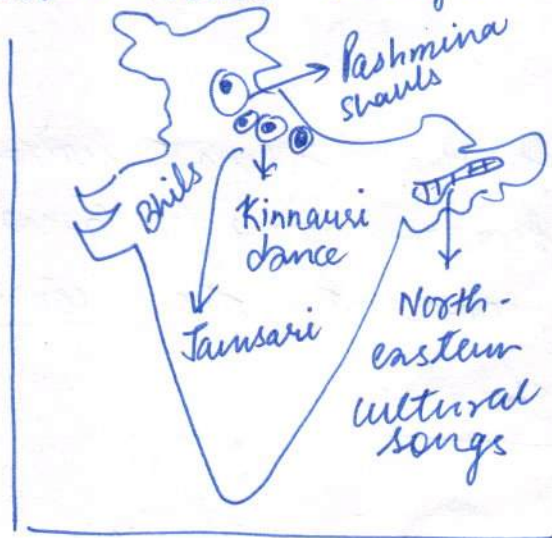 Pashmina
shawls
Bhils
Kinnauri
dance
Jaunsari
North-
eastern
cultural
songs